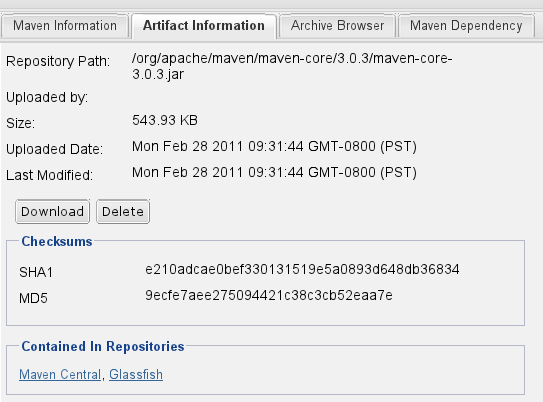 Maven Information Artifact Information Archive Browser Maven Dependency
Repository Path: /org/apache/maven/maven-core/3.0.3/maven-core-
3.0.3.jar
Uploaded by:
Size: 543.93 KB
Uploaded Date: Mon Feb 28 2011 09:31:44 GMT-0800 (PST)
Last Modified: Mon Feb 28 2011 09:31:44 GMT-0800 (PST)
Download Delete
Checksums
SHA1 e210adcae0bef330131519e5a0893d648db36834
MD5 9ecfe7aee275094421c38c3cb52eaa7e
Contained In Repositories
Maven Central, Glassfish